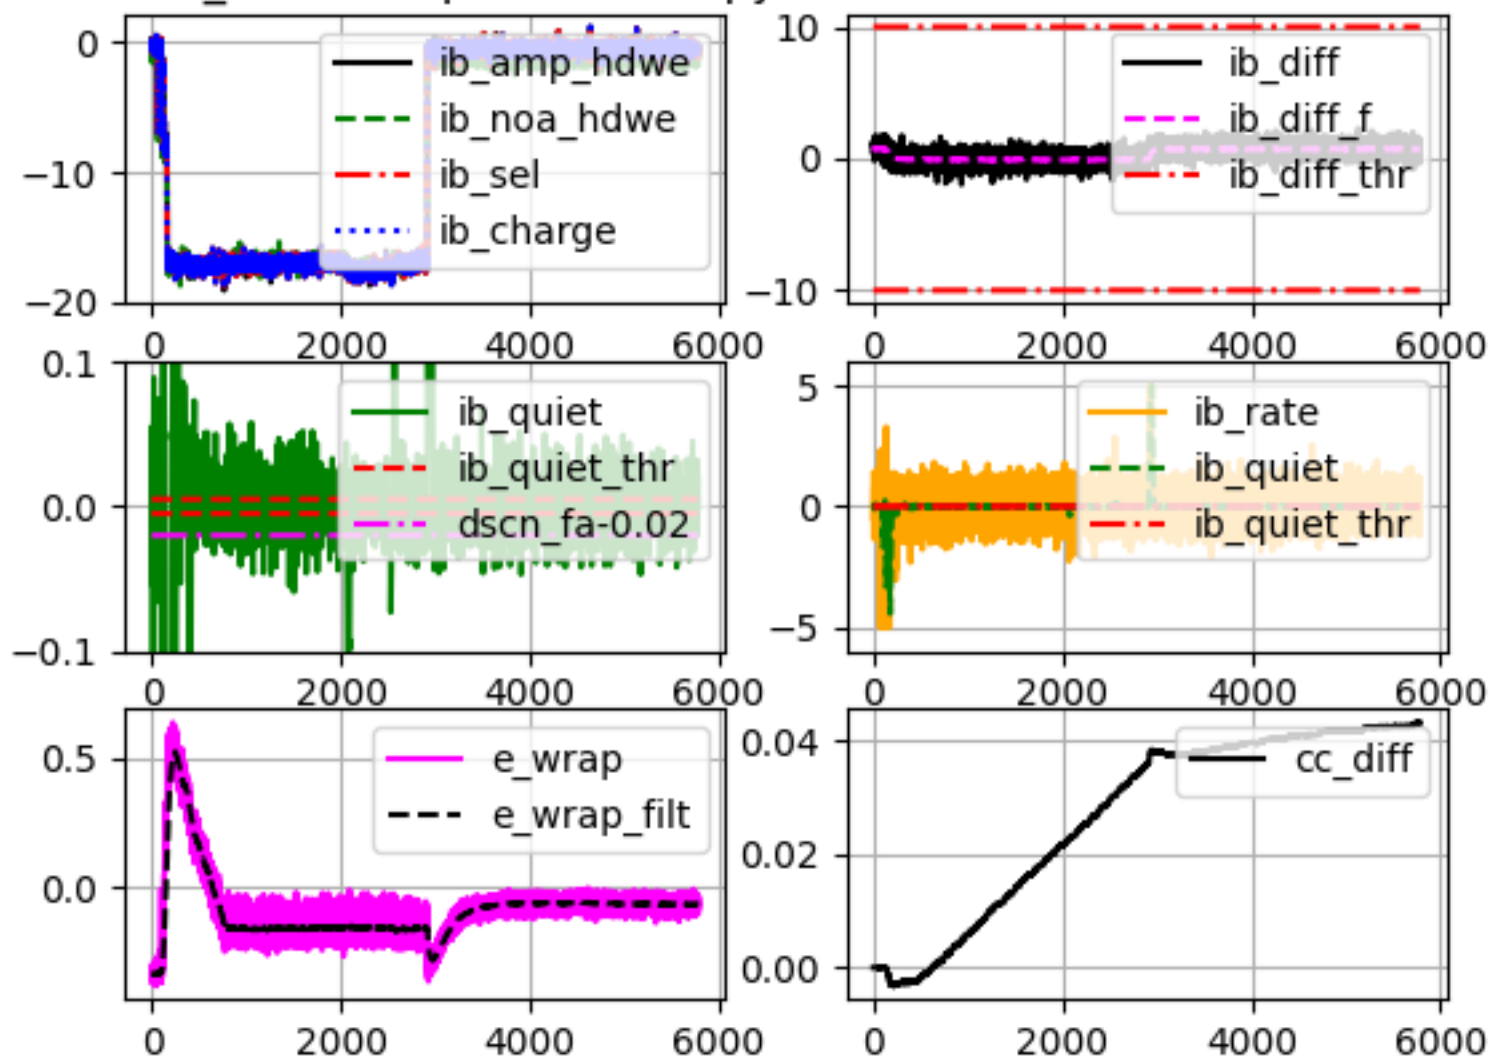 0
−10
−20
0
2000
4000
6000
ib_amp_hdwe
ib_noa_hdwe
ib_sel
ib_charge
10
0
−10
0
2000
4000
6000
ib_diff
ib_diff_f
ib_diff_thr
0.1
0.0
−0.1
0
2000
4000
6000
ib_quiet
ib_quiet_thr
dscn_fa-0.02
5
0
−5
0
2000
4000
6000
ib_rate
ib_quiet
ib_quiet_thr
0.5
0.0
0
2000
4000
6000
e_wrap
e_wrap_filt
0.04
0.02
0.00
0
2000
4000
6000
cc_diff